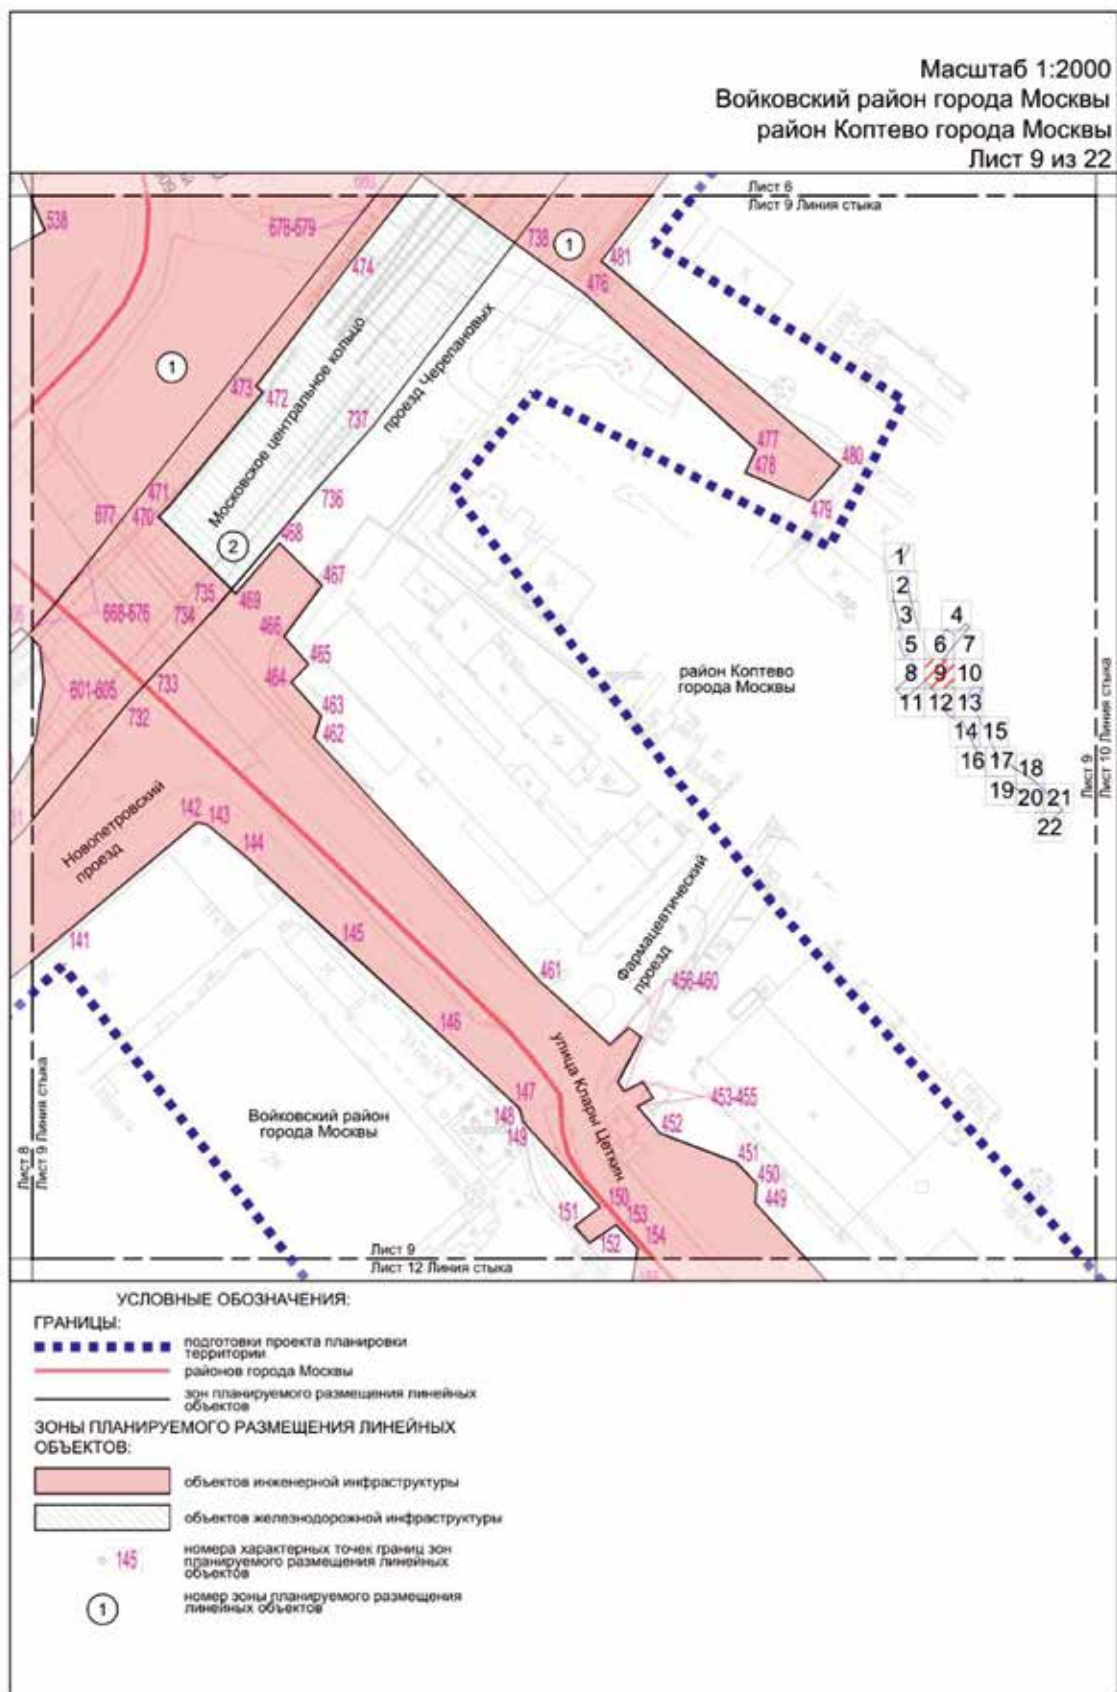 Масштаб 1:2000
Войковский район города Москвы
район Коптево города Москвы
Лист 9 из 22
Лист 6
Лист 9 Линия стыка
538
678-679
738
1
481
474
476
1
473
472
Московское центральное кольцо
проезд Черепановых
737
477
478
480
479
471
677
470
736
2
468
735
469
467
668-676
734
466
465
464
601-605
733
732
463
462
район Коптево
города Москвы
1
2
3
4
5
6
7
8
9
10
11
12
13
14
15
16
17
18
19
20
21
22
Лист 9
Лист 10 Линия стыка
Новопетровский
проезд
142
143
144
141
145
461
Фармацевтический
проезд
456-460
146
улица Клары Цеткин
147
148
149
453-455
452
451
450
449
Войковский район
города Москвы
Лист 8
Лист 9 Линия стыка
150
151
153
152
154
Лист 9
Лист 12 Линия стыка
УСЛОВНЫЕ ОБОЗНАЧЕНИЯ:
ГРАНИЦЫ:
подготовки проекта планировки
территории
районов города Москвы
зон планируемого размещения линейных
объектов
ЗОНЫ ПЛАНИРУЕМОГО РАЗМЕЩЕНИЯ ЛИНЕЙНЫХ
ОБЪЕКТОВ:
объектов инженерной инфраструктуры
объектов железнодорожной инфраструктуры
145
номера характерных точек границ зон
планируемого размещения линейных
объектов
1
номер зоны планируемого размещения
линейных объектов